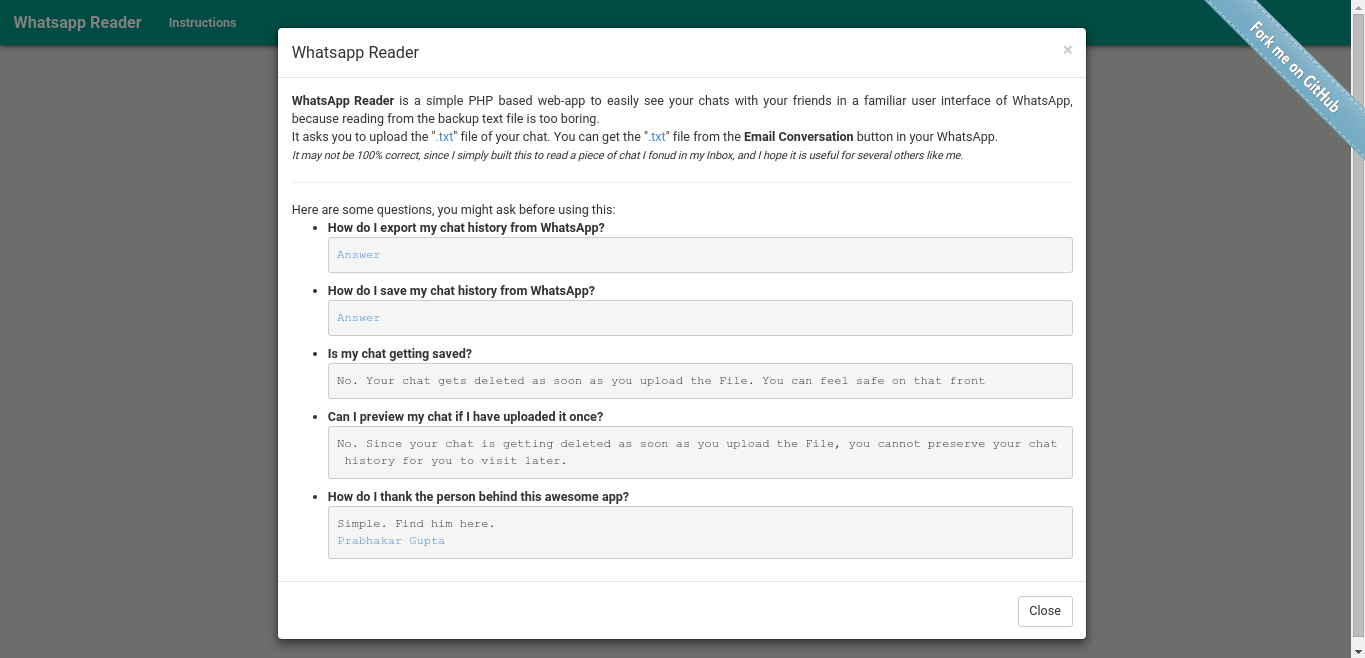 Whatsapp Reader Instructions
Fork me on GitHub
Whatsapp Reader ×
WhatsApp Reader is a simple PHP based web-app to easily see your chats with your friends in a familiar user interface of WhatsApp,
because reading from the backup text file is too boring.
It asks you to upload the ".txt" file of your chat. You can get the ".txt" file from the Email Conversation button in your WhatsApp.
It may not be 100% correct, since I simply built this to read a piece of chat I fonud in my Inbox, and I hope it is useful for several others like me.
Here are some questions, you might ask before using this:
• How do I export my chat history from WhatsApp?
Answer
• How do I save my chat history from WhatsApp?
Answer
• Is my chat getting saved?
No. Your chat gets deleted as soon as you upload the File. You can feel safe on that front
• Can I preview my chat if I have uploaded it once?
No. Since your chat is getting deleted as soon as you upload the File, you cannot preserve your chat
history for you to visit later.
• How do I thank the person behind this awesome app?
Simple. Find him here.
Prabhakar Gupta
Close